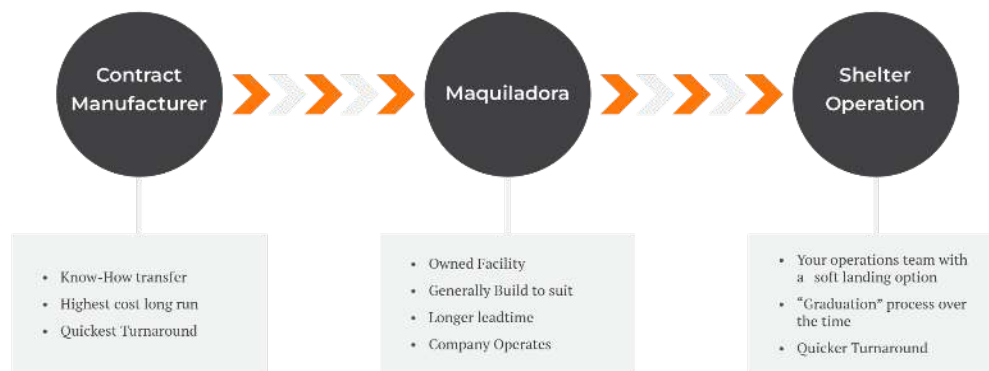 Contract
Manufacturer
Maquiladora
Shelter
Operation
• Know-How transfer
• Highest cost long run
• Quickest Turnaround
• Owned Facility
• Generally Build to suit
• Longer leadtime
• Company Operates
• Your operations team with
a soft landing option
• “Graduation” process over
the time
• Quicker Turnaround